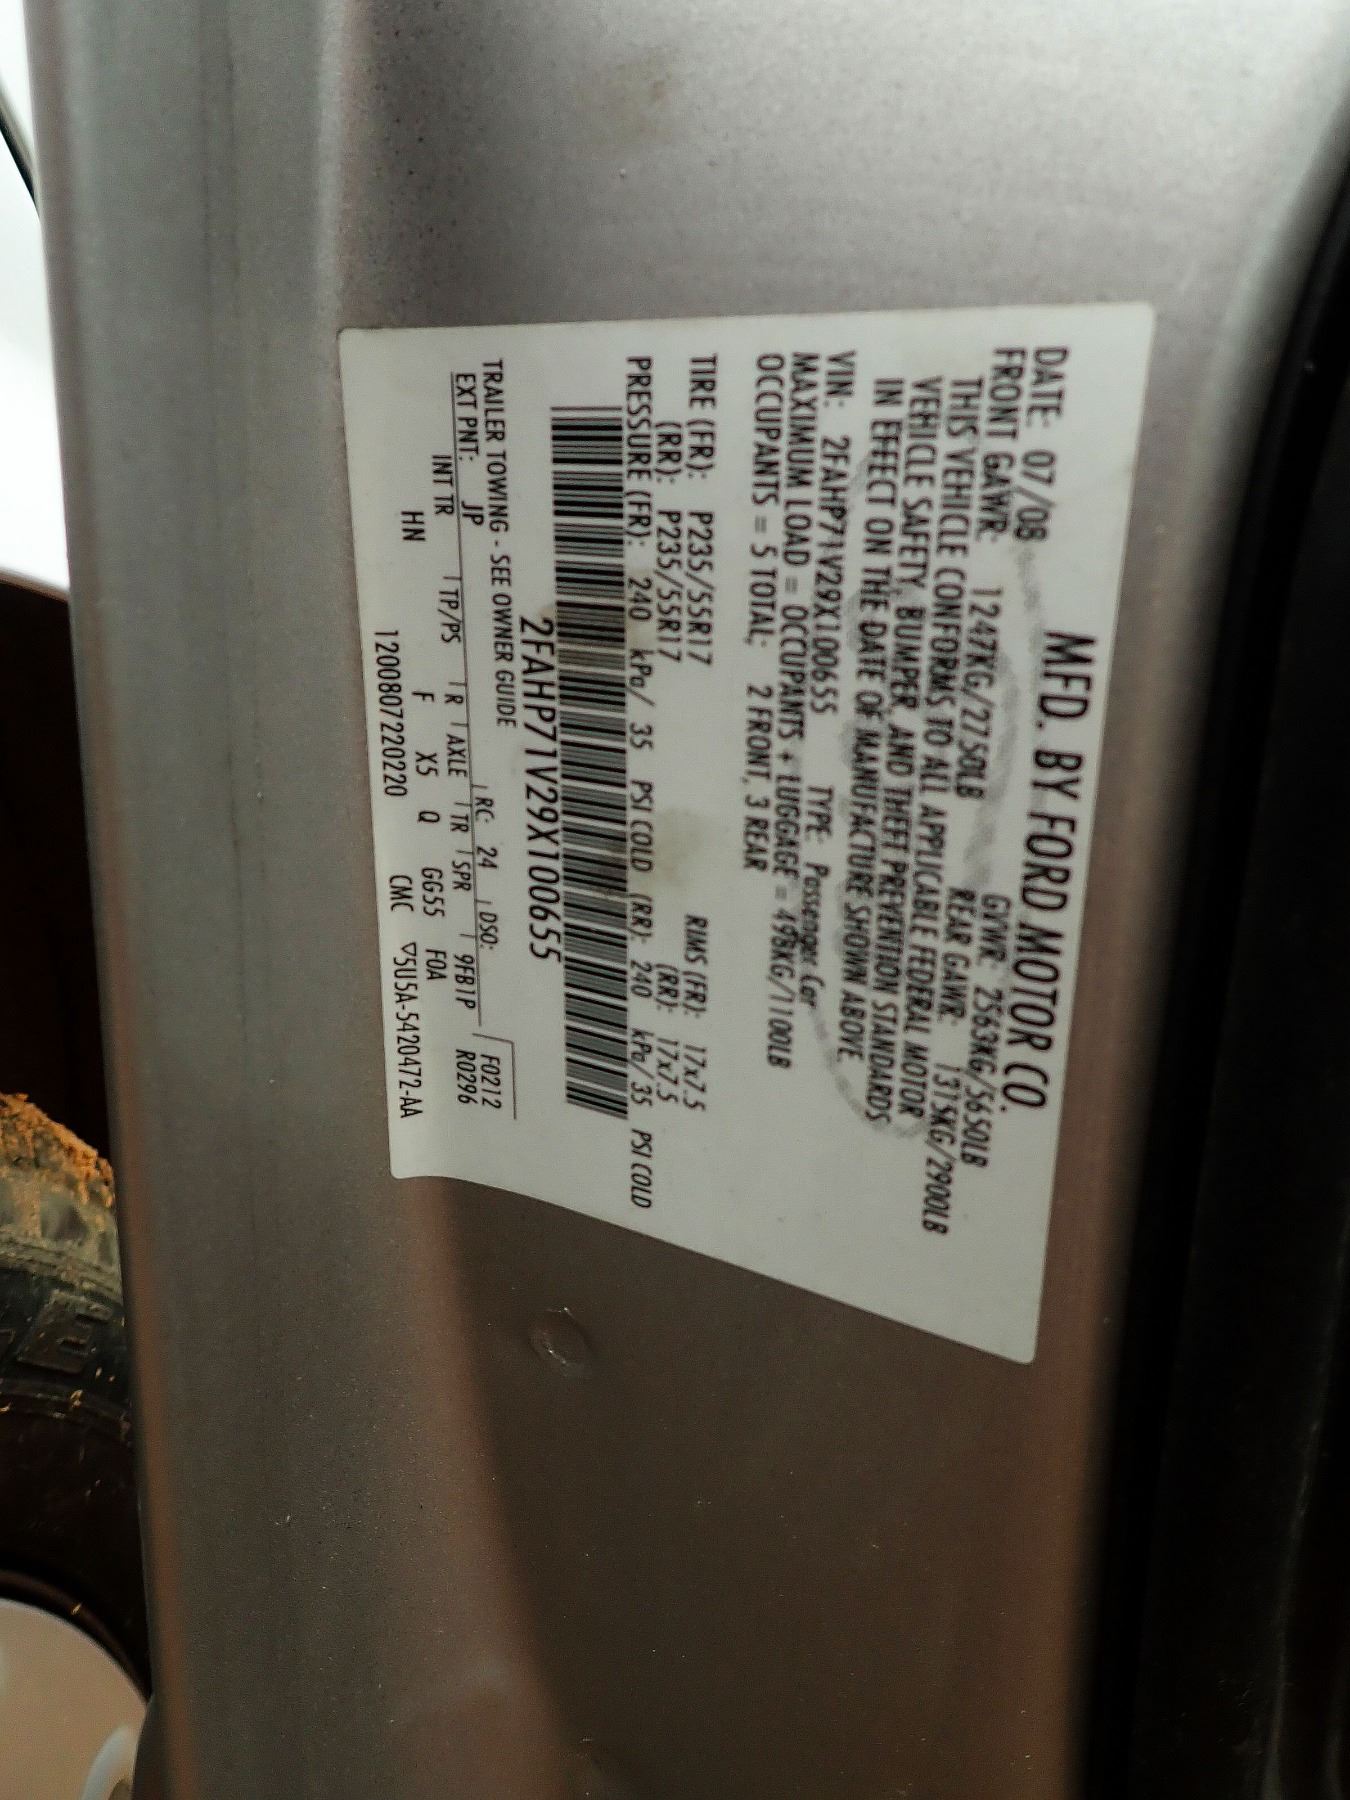 MFD. BY FORD MOTOR CO.
DATE: 07/08 GVWR: 2563KG/5650LB
FRONT GAWR: 1247KG/2750LB REAR GAWR: 1315KG/2900LB
THIS VEHICLE CONFORMS TO ALL APPLICABLE FEDERAL MOTOR
VEHICLE SAFETY, BUMPER, AND THEFT PREVENTION STANDARDS
IN EFFECT ON THE DATE OF MANUFACTURE SHOWN ABOVE.
VIN: 2FAHP71V29X100655 TYPE: Passenger Car
MAXIMUM LOAD = OCCUPANTS + LUGGAGE = 498KG/1100LB
OCCUPANTS = 5 TOTAL; 2 FRONT, 3 REAR
TIRE (FR): P235/55R17 RIMS (FR): 17x7.5
(RR): P235/55R17 (RR): 17x7.5
PRESSURE (FR): 240 kPa/ 35 PSI COLD (RR): 240 kPa/35 PSI COLD
2FAHP71V29X100655
TRAILER TOWING - SEE OWNER GUIDE
F0212
EXT PNT: JP RC: 24 DSO: R0296
INT TR TP/PS R AXLE TR SPR 9FB1P
HN F X5 Q GG55 F0A
1200807220220 CMC ▽5U5A-5420472-AA